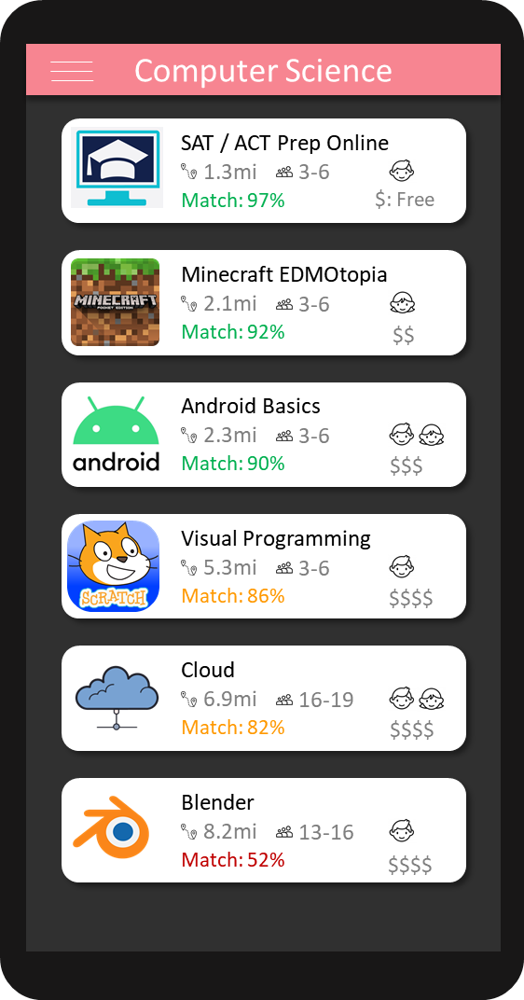 Computer Science
SAT / ACT Prep Online
1.3mi 3-6
Match: 97%
$: Free
MINECRAFT
POCKET EDITION
Minecraft EDMOtopia
2.1mi 3-6
Match: 92%
$$
android
Android Basics
2.3mi 3-6
Match: 90%
$$$
SCRATCH
Visual Programming
5.3mi 3-6
Match: 86%
$$$$
Cloud
6.9mi 16-19
Match: 82%
$$$$
Blender
8.2mi 13-16
Match: 52%
$$$$